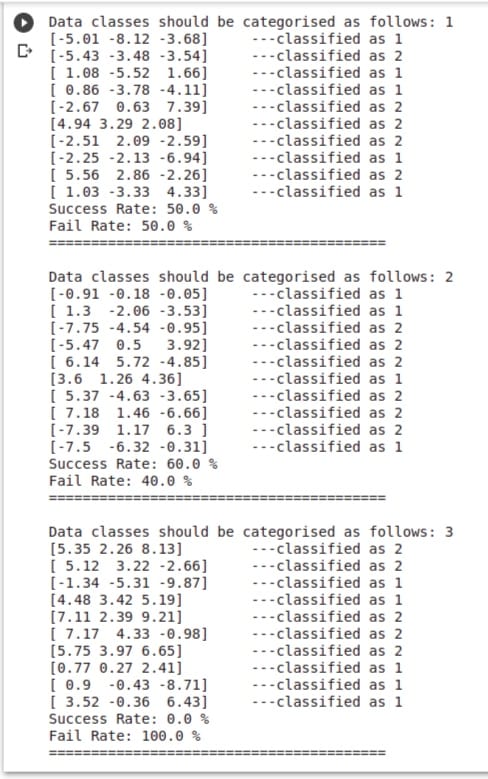 Data classes should be categorised as follows: 1
[-5.01 -8.12 -3.68]     ---classified as 1
[-5.43 -3.48 -3.54]     ---classified as 2
[ 1.08 -5.52  1.66]     ---classified as 1
[ 0.86 -3.78 -4.11]     ---classified as 1
[-2.67  0.63  7.39]     ---classified as 2
[4.94 3.29 2.08]        ---classified as 2
[-2.51  2.09 -2.59]     ---classified as 2
[-2.25 -2.13 -6.94]     ---classified as 1
[ 5.56  2.86 -2.26]     ---classified as 2
[ 1.03 -3.33  4.33]     ---classified as 1
Success Rate: 50.0 %
Fail Rate: 50.0 %
========================================
Data classes should be categorised as follows: 2
[-0.91 -0.18 -0.05]     ---classified as 1
[ 1.3  -2.06 -3.53]     ---classified as 1
[-7.75 -4.54 -0.95]     ---classified as 2
[-5.47  0.5   3.92]     ---classified as 2
[ 6.14  5.72 -4.85]     ---classified as 2
[3.6  1.26 4.36]        ---classified as 1
[ 5.37 -4.63 -3.65]     ---classified as 2
[ 7.18  1.46 -6.66]     ---classified as 2
[-7.39  1.17  6.3 ]     ---classified as 2
[-7.5  -6.32 -0.31]     ---classified as 1
Success Rate: 60.0 %
Fail Rate: 40.0 %
========================================
Data classes should be categorised as follows: 3
[5.35 2.26 8.13]        ---classified as 2
[ 5.12  3.22 -2.66]     ---classified as 2
[-1.34 -5.31 -9.87]     ---classified as 1
[4.48 3.42 5.19]        ---classified as 1
[7.11 2.39 9.21]        ---classified as 2
[ 7.17  4.33 -0.98]     ---classified as 2
[5.75 3.97 6.65]        ---classified as 2
[0.77 0.27 2.41]        ---classified as 1
[ 0.9  -0.43 -8.71]     ---classified as 1
[ 3.52 -0.36  6.43]     ---classified as 1
Success Rate: 0.0 %
Fail Rate: 100.0 %
========================================